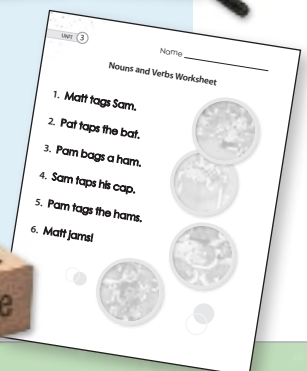 UNIT 3
Name
Nouns and Verbs Worksheet
1. Matt tags Sam.
2. Pat taps the bat.
3. Pam bags a ham.
4. Sam taps his cap.
5. Pam tags the hams.
6. Matt jams!